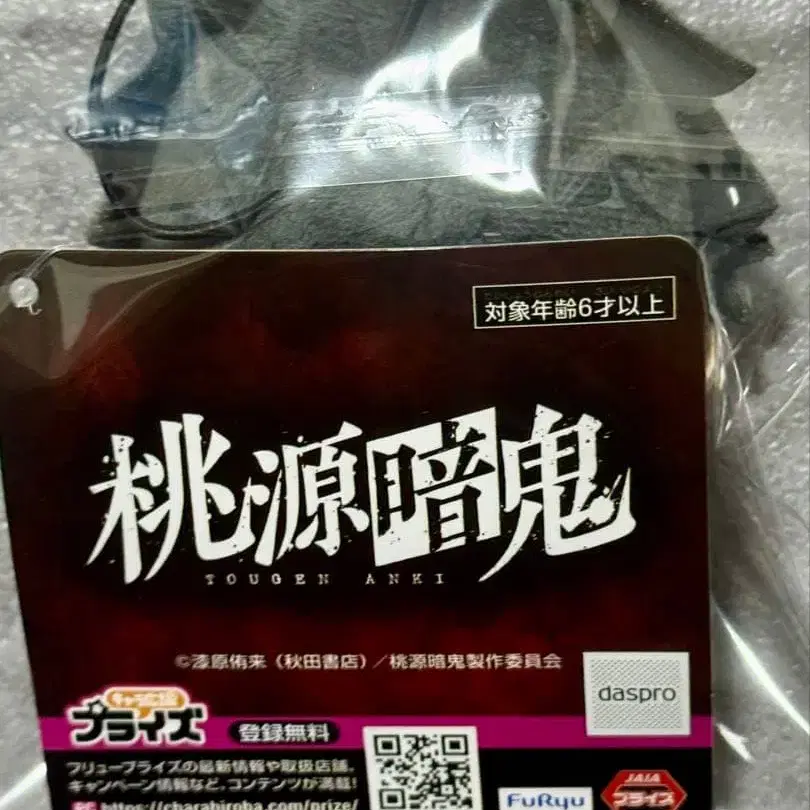 対象年齢6才以上
桃源暗鬼
TOUGEN ANKI
©漆原侑来（秋田書店）／桃源暗鬼製作委員会
daspro
キャラ広場
プライズ
登録無料
フリュープライズの最新情報や取扱店舗、
キャンペーン情報など、コンテンツが満載！
PC https://charahiroba.com/prize/
FuRyu
JAIA
プライズ